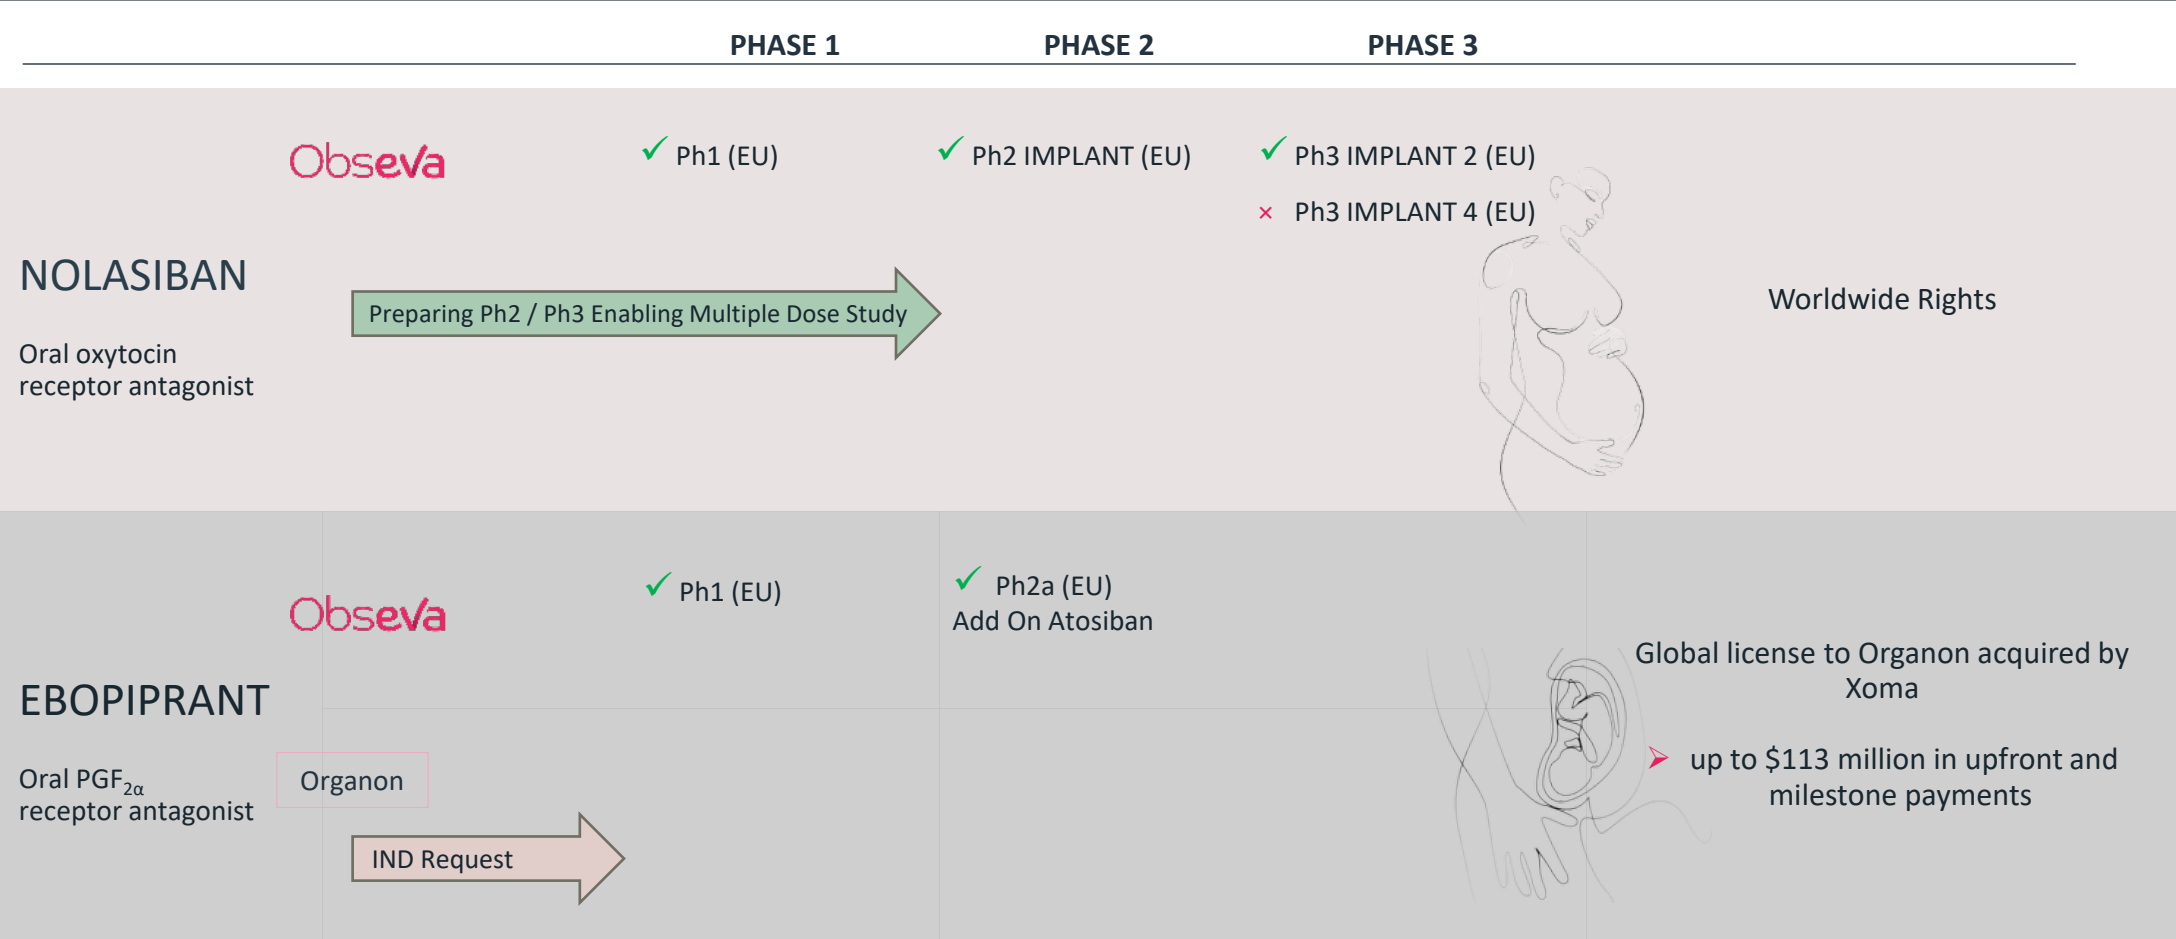 PHASE 1
PHASE 2
PHASE 3
Obseva
✓ Ph1 (EU)
✓ Ph2 IMPLANT (EU)
✓ Ph3 IMPLANT 2 (EU)
× Ph3 IMPLANT 4 (EU)
NOLASIBAN
Oral oxytocin
receptor antagonist
Preparing Ph2 / Ph3 Enabling Multiple Dose Study
Worldwide Rights
Obseva
✓ Ph1 (EU)
✓ Ph2a (EU)
Add On Atosiban
EBOPIPRANT
Oral PGF2α
receptor antagonist
Organon
IND Request
Global license to Organon acquired by
Xoma
➢ up to $113 million in upfront and
milestone payments